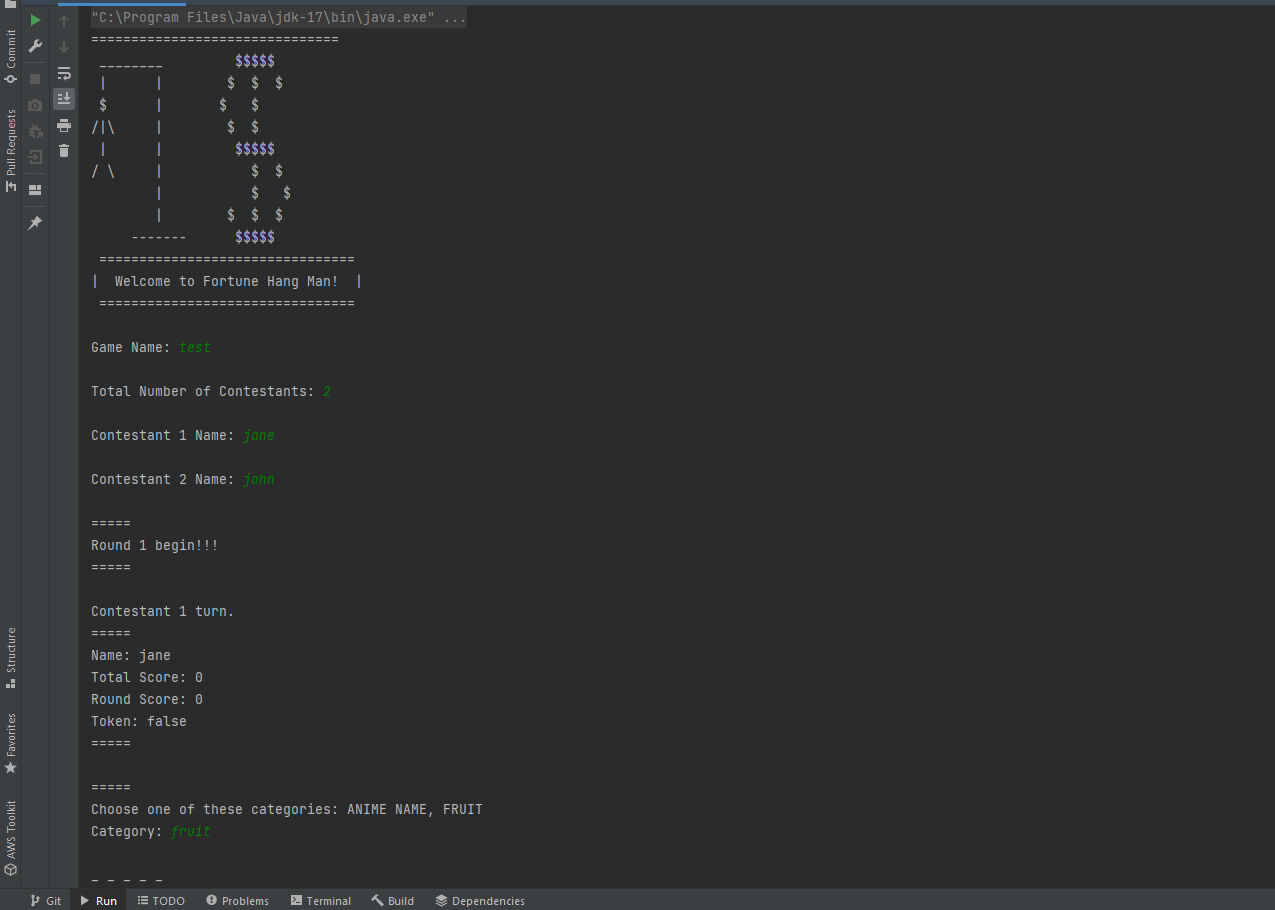 "C:\Program Files\Java\jdk-17\bin\java.exe" ...
===============================
 ________         $$$$$
 |      |        $  $  $
 $      |       $   $
/|\     |        $  $
 |      |         $$$$$
/ \     |           $  $
        |           $   $
        |        $  $  $
     -------      $$$$$
 ================================
|  Welcome to Fortune Hang Man!  |
 ================================
Game Name: test
Total Number of Contestants: 2
Contestant 1 Name: jane
Contestant 2 Name: john
=====
Round 1 begin!!!
=====
Contestant 1 turn.
=====
Name: jane
Total Score: 0
Round Score: 0
Token: false
=====
=====
Choose one of these categories: ANIME NAME, FRUIT
Category: fruit
_ _ _ _ _
Commit
Pull Requests
Structure
Favorites
AWS Toolkit
Git
Run
TODO
Problems
Terminal
Build
Dependencies